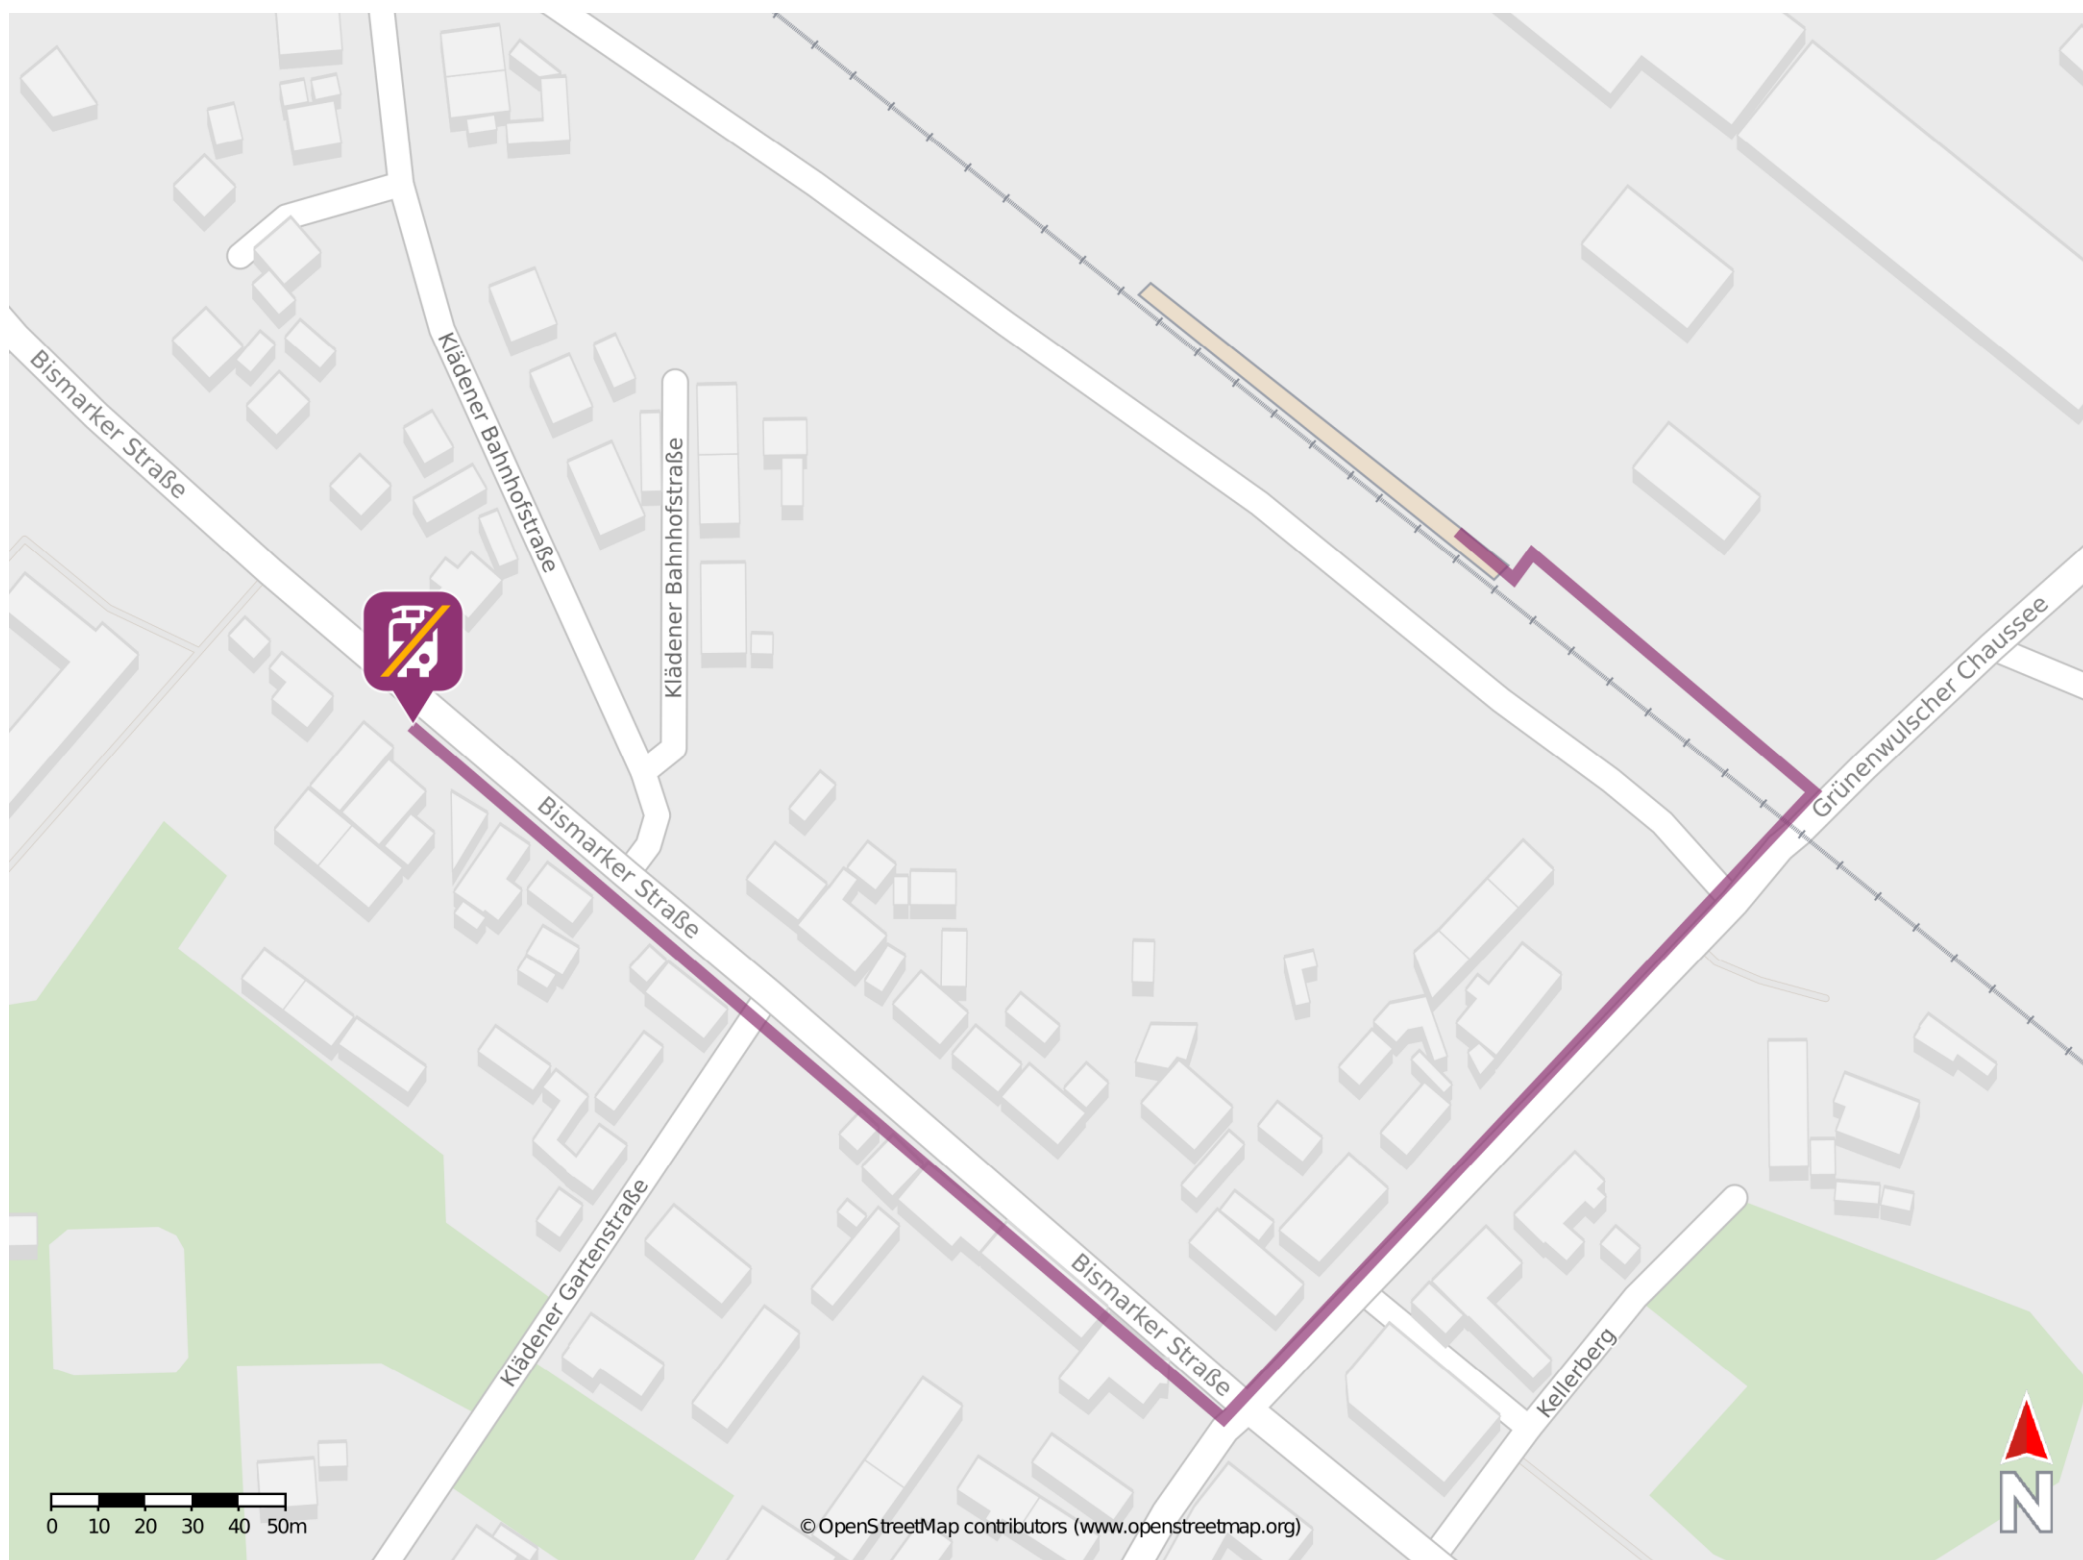 Bismarker Straße
Klädener Bahnhofstraße
Klädener Bahnhofstraße
Grünenwulscher Chaussee
Bismarker Straße
Klädener Gartenstraße
Bismarker Straße
Kellerberg
0 10 20 30 40 50m
© OpenStreetMap contributors (www.openstreetmap.org)
N